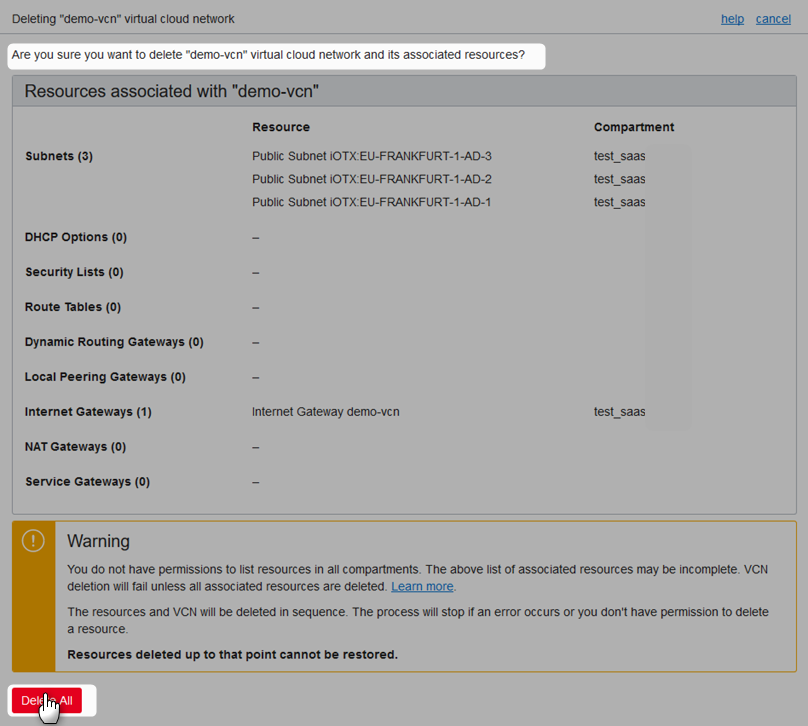 Deleting "demo-vcn" virtual cloud network help cancel
Are you sure you want to delete "demo-vcn" virtual cloud network and its associated resources?
Resources associated with "demo-vcn"
Resource Compartment
Subnets (3) Public Subnet iOTX:EU-FRANKFURT-1-AD-3 test_saas
Public Subnet iOTX:EU-FRANKFURT-1-AD-2 test_saas
Public Subnet iOTX:EU-FRANKFURT-1-AD-1 test_saas
DHCP Options (0) –
Security Lists (0) –
Route Tables (0) –
Dynamic Routing Gateways (0) –
Local Peering Gateways (0) –
Internet Gateways (1) Internet Gateway demo-vcn test_saas
NAT Gateways (0) –
Service Gateways (0) –
Warning
You do not have permissions to list resources in all compartments. The above list of associated resources may be incomplete. VCN
deletion will fail unless all associated resources are deleted. Learn more.
The resources and VCN will be deleted in sequence. The process will stop if an error occurs or you don't have permission to delete
a resource.
Resources deleted up to that point cannot be restored.
Delete All